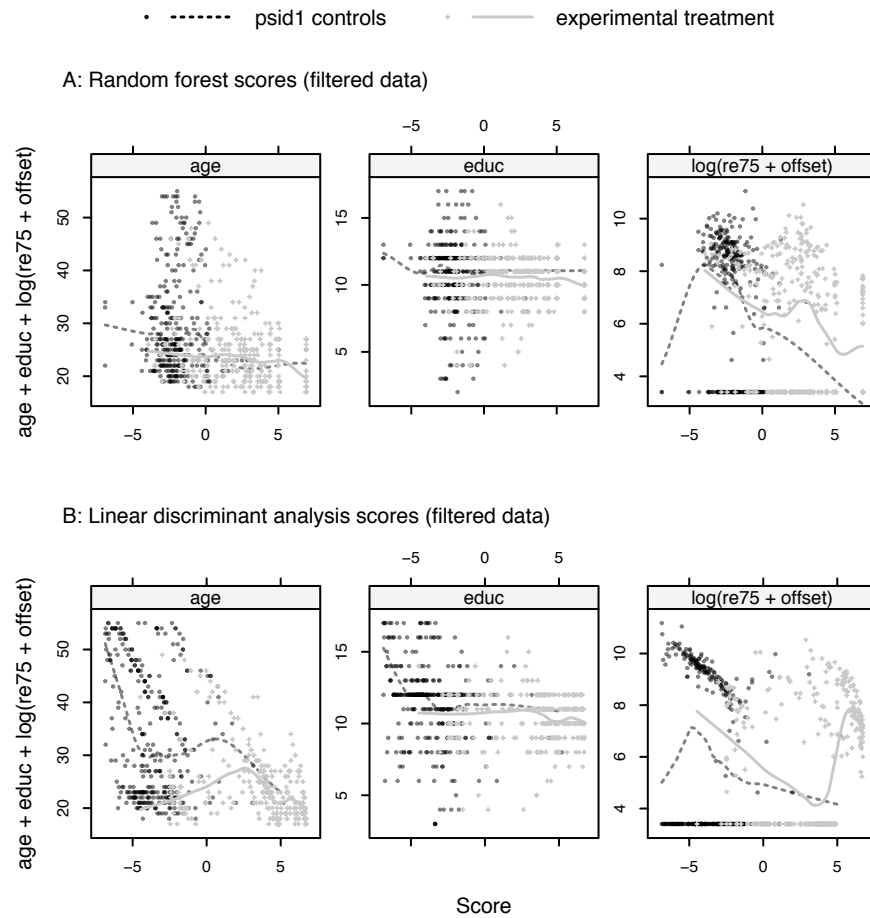 psid1 controls experimental treatment
A: Random forest scores (filtered data)
−5 0 5
age educ log(re75 + offset)
age + educ + log(re75 + offset)
50
40
30
20
15
10
5
10
8
6
4
−5 0 5 −5 0 5
B: Linear discriminant analysis scores (filtered data)
−5 0 5
age educ log(re75 + offset)
age + educ + log(re75 + offset)
50
40
30
20
15
10
5
10
8
6
4
−5 0 5 −5 0 5
Score